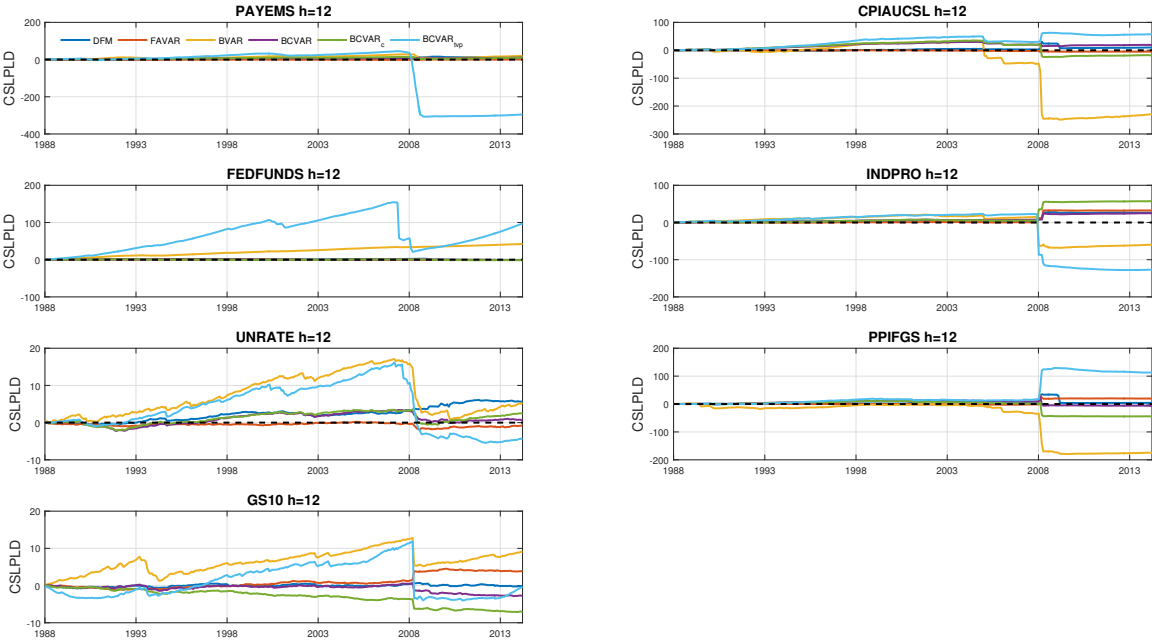 PAYEMS h=12
DFM FAVAR BVAR BCVAR BCVAR_c BCVAR_tvp
CSLPLD
200
0
-200
-400
1988 1993 1998 2003 2008 2013
CPIAUCSL h=12
CSLPLD
100
0
-100
-200
-300
1988 1993 1998 2003 2008 2013
FEDFUNDS h=12
CSLPLD
200
100
0
-100
1988 1993 1998 2003 2008 2013
INDPRO h=12
CSLPLD
100
0
-100
-200
1988 1993 1998 2003 2008 2013
UNRATE h=12
CSLPLD
20
10
0
-10
1988 1993 1998 2003 2008 2013
PPIFGS h=12
CSLPLD
200
100
0
-100
-200
1988 1993 1998 2003 2008 2013
GS10 h=12
CSLPLD
20
10
0
-10
1988 1993 1998 2003 2008 2013